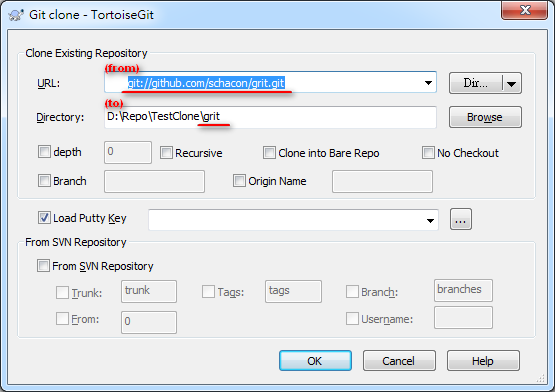 Git clone - TortoiseGit
Clone Existing Repository
(from)
URL: git://github.com/schacon/grit.git Dir...
(to)
Directory: D:\Repo\TestClone\grit Browse
depth 0 Recursive Clone into Bare Repo No Checkout
Branch Origin Name
Load Putty Key ...
From SVN Repository
From SVN Repository
Trunk: trunk Tags: tags Branch: branches
From: 0 Username:
OK Cancel Help